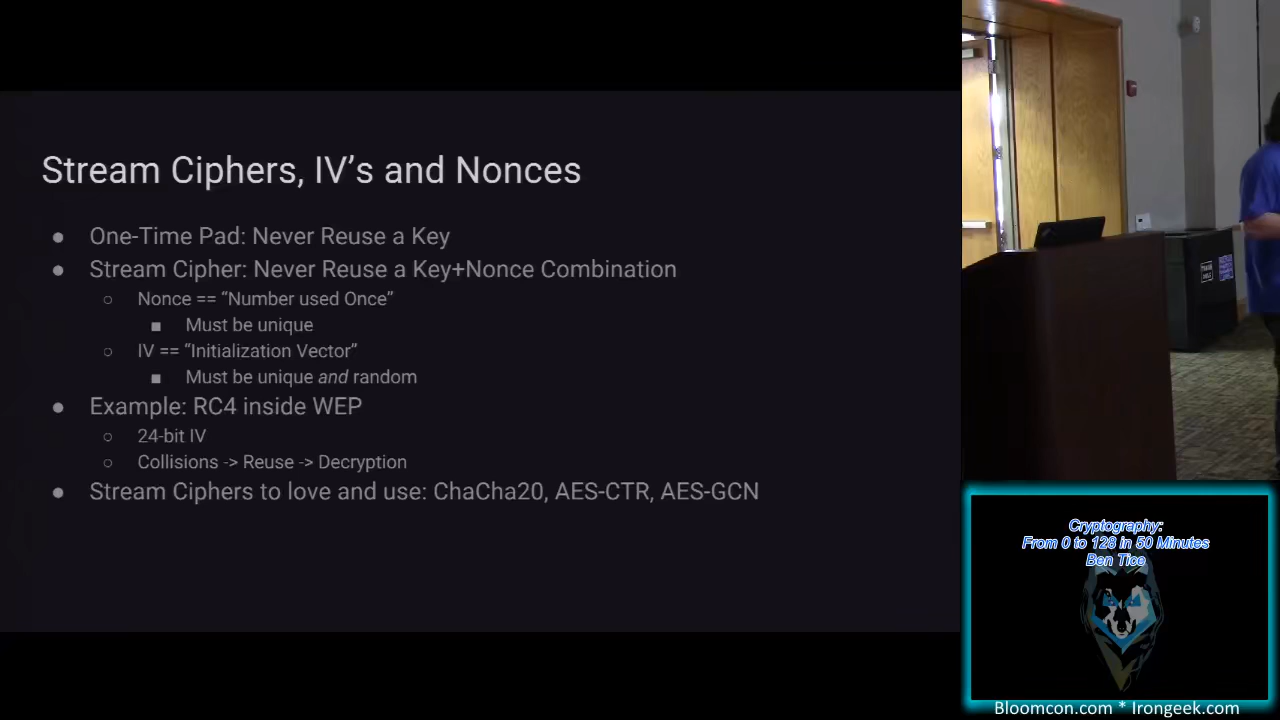 Stream Ciphers, IV's and Nonces
● One-Time Pad: Never Reuse a Key
● Stream Cipher: Never Reuse a Key+Nonce Combination
○ Nonce == “Number used Once”
■ Must be unique
○ IV == “Initialization Vector”
■ Must be unique and random
● Example: RC4 inside WEP
○ 24-bit IV
○ Collisions -> Reuse -> Decryption
● Stream Ciphers to love and use: ChaCha20, AES-CTR, AES-GCN
Cryptography:
From 0 to 128 in 50 Minutes
Ben Tice
Bloomcon.com * Irongeek.com